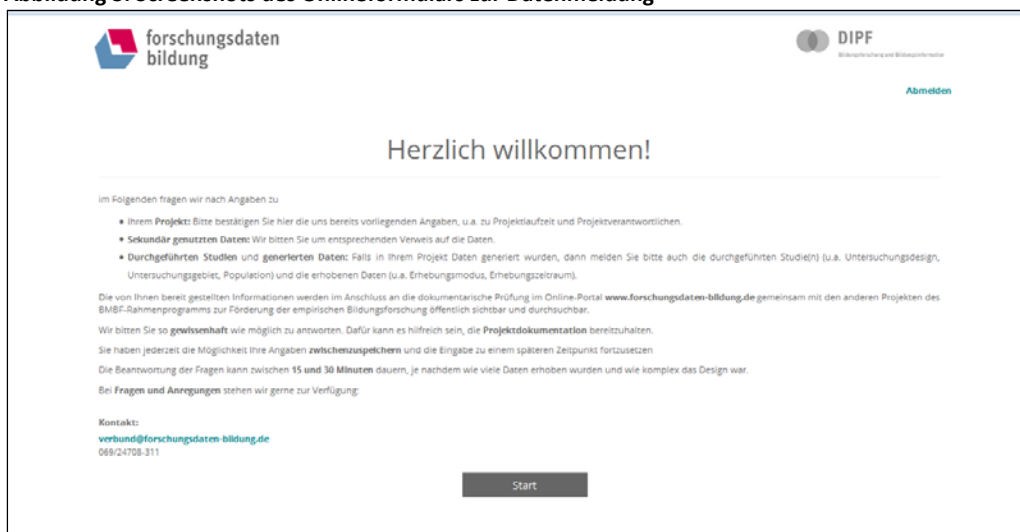 Abbildung 3: Screenshots des Onlineformulars zur Datenmeldung
forschungsdaten
bildung
DIPF
Bildungsforschung und Bildungsinformation
Abmelden
Herzlich willkommen!
im Folgenden fragen wir nach Angaben zu
• Ihrem Projekt: Bitte bestätigen Sie hier die uns bereits vorliegenden Angaben, u.a. zu Projektlaufzeit und Projektverantwortlichen.
• Sekundär genutzten Daten: Wir bitten Sie um entsprechenden Verweis auf die Daten.
• Durchgeführten Studien und generierten Daten: Falls in Ihrem Projekt Daten generiert wurden, dann melden Sie bitte auch die durchgeführten Studie(n) (u.a. Untersuchungsdesign,
Untersuchungsgebiet, Population) und die erhobenen Daten (u.a. Erhebungsmodus, Erhebungszeitraum).
Die von Ihnen bereit gestellten Informationen werden im Anschluss an die dokumentarische Prüfung im Online-Portal www.forschungsdaten-bildung.de gemeinsam mit den anderen Projekten des
BMBF-Rahmenprogramms zur Förderung der empirischen Bildungsforschung öffentlich sichtbar und durchsuchbar.
Wir bitten Sie so gewissenhaft wie möglich zu antworten. Dafür kann es hilfreich sein, die Projektdokumentation bereitzuhalten.
Sie haben jederzeit die Möglichkeit Ihre Angaben zwischenzuspeichern und die Eingabe zu einem späteren Zeitpunkt fortzusetzen
Die Beantwortung der Fragen kann zwischen 15 und 30 Minuten dauern, je nachdem wie viele Daten erhoben wurden und wie komplex das Design war.
Bei Fragen und Anregungen stehen wir gerne zur Verfügung:
Kontakt:
verbund@forschungsdaten-bildung.de
069/24708-311
Start